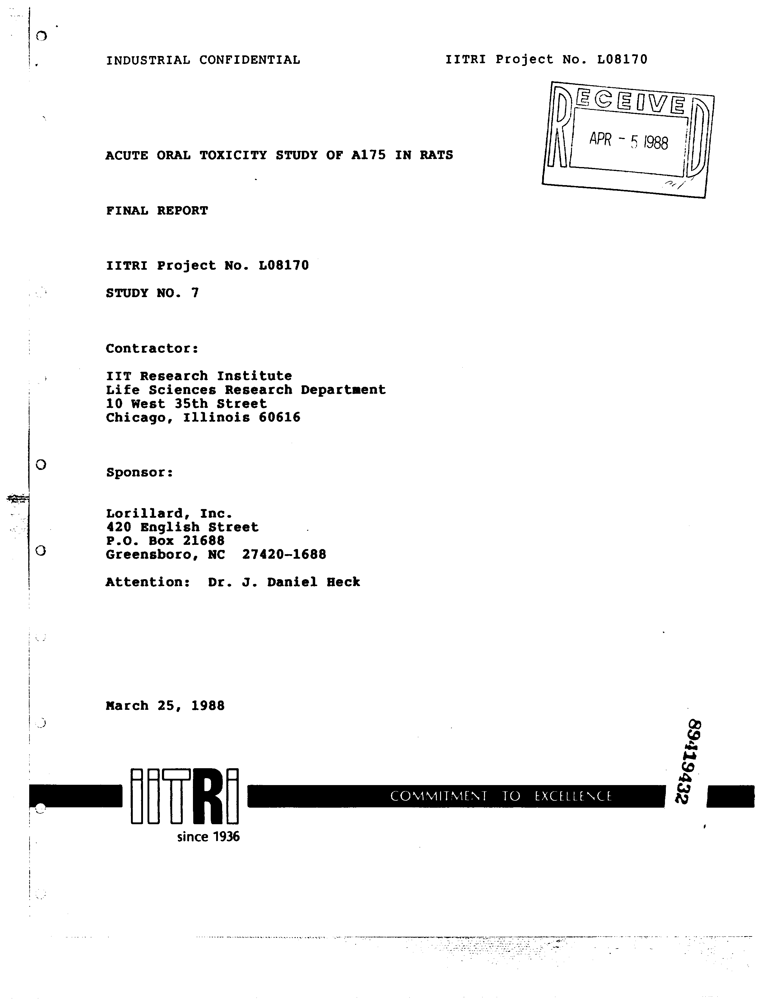 INDUSTRIAL CONFIDENTIAL
IITRI Project No. L08170
RECEIVED
APR - 5 1988
ACUTE ORAL TOXICITY STUDY OF A175 IN RATS
FINAL REPORT
IITRI Project No. L08170
STUDY NO. 7
Contractor:
IIT Research Institute
Life Sciences Research Department
10 West 35th Street
Chicago, Illinois 60616
Sponsor:
Lorillard, Inc.
420 English Street
P.O. Box 21688
Greensboro, NC 27420-1688
Attention: Dr. J. Daniel Heck
March 25, 1988
89419432
iiTRi
COMMITMENT TO EXCELLENCE
since 1936